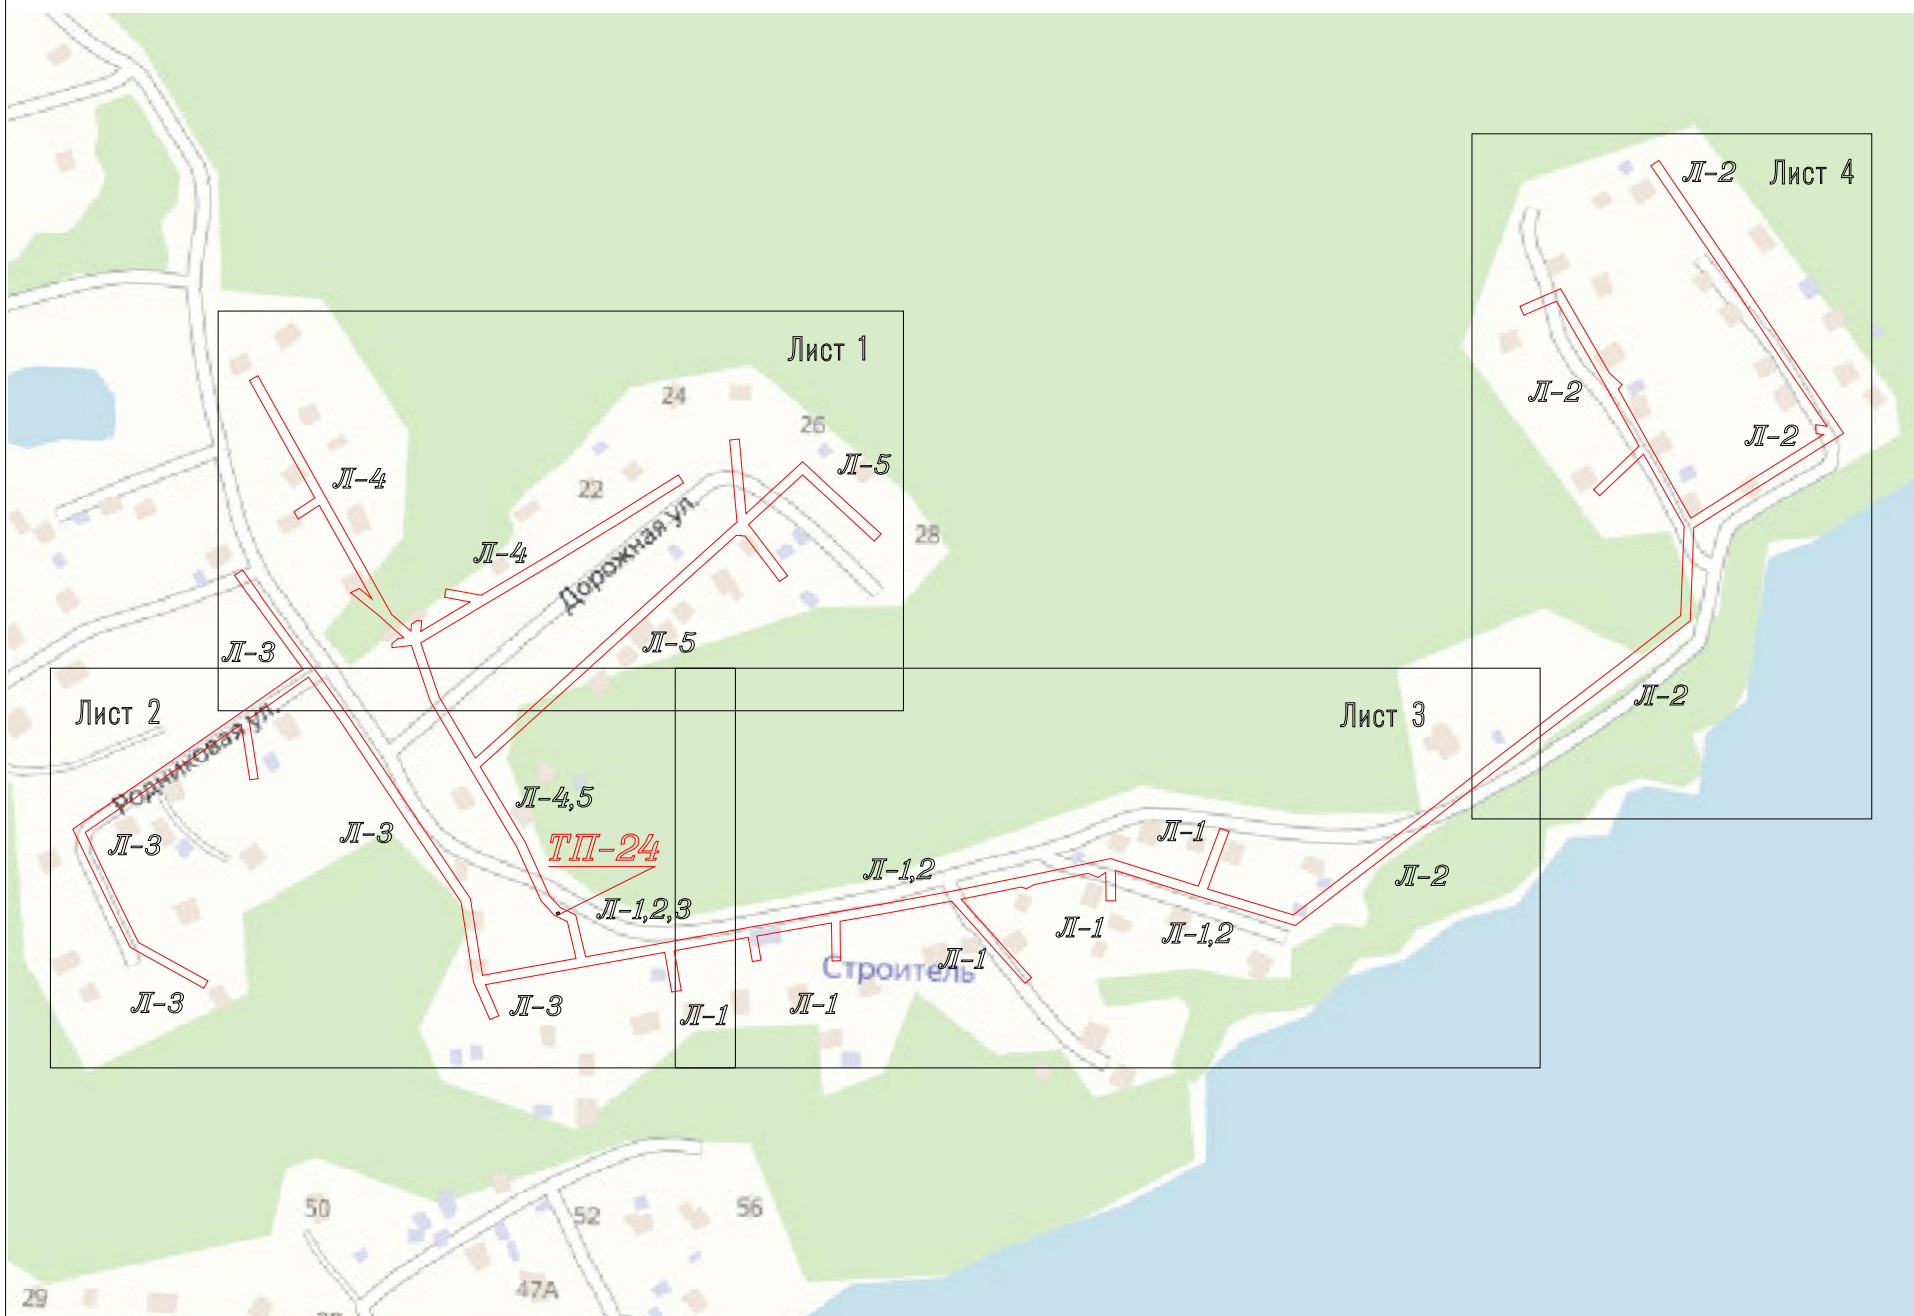 Л-2
Лист 4
Лист 1
24
Л-2
26
Л-2
Л-5
Л-4
22
28
Л-4
Дорожная ул.
Л-3
Л-5
Л-2
Лист 2
Лист 3
родниковая ул.
Л-4,5
Л-1
Л-3
Л-3
ТП-24
Л-1,2
Л-2
Л-1,2,3
Л-1
Л-1,2
Л-1
Строитель
Л-3
Л-3
Л-1
Л-1
50
52
56
47А
29